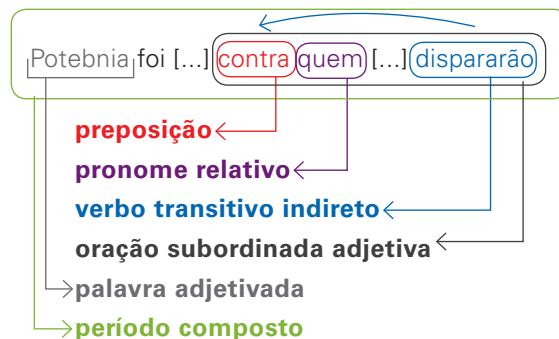 Potebnia foi [...] contra quem [...] dispararão
preposição
pronome relativo
verbo transitivo indireto
oração subordinada adjetiva
palavra adjetivada
período composto